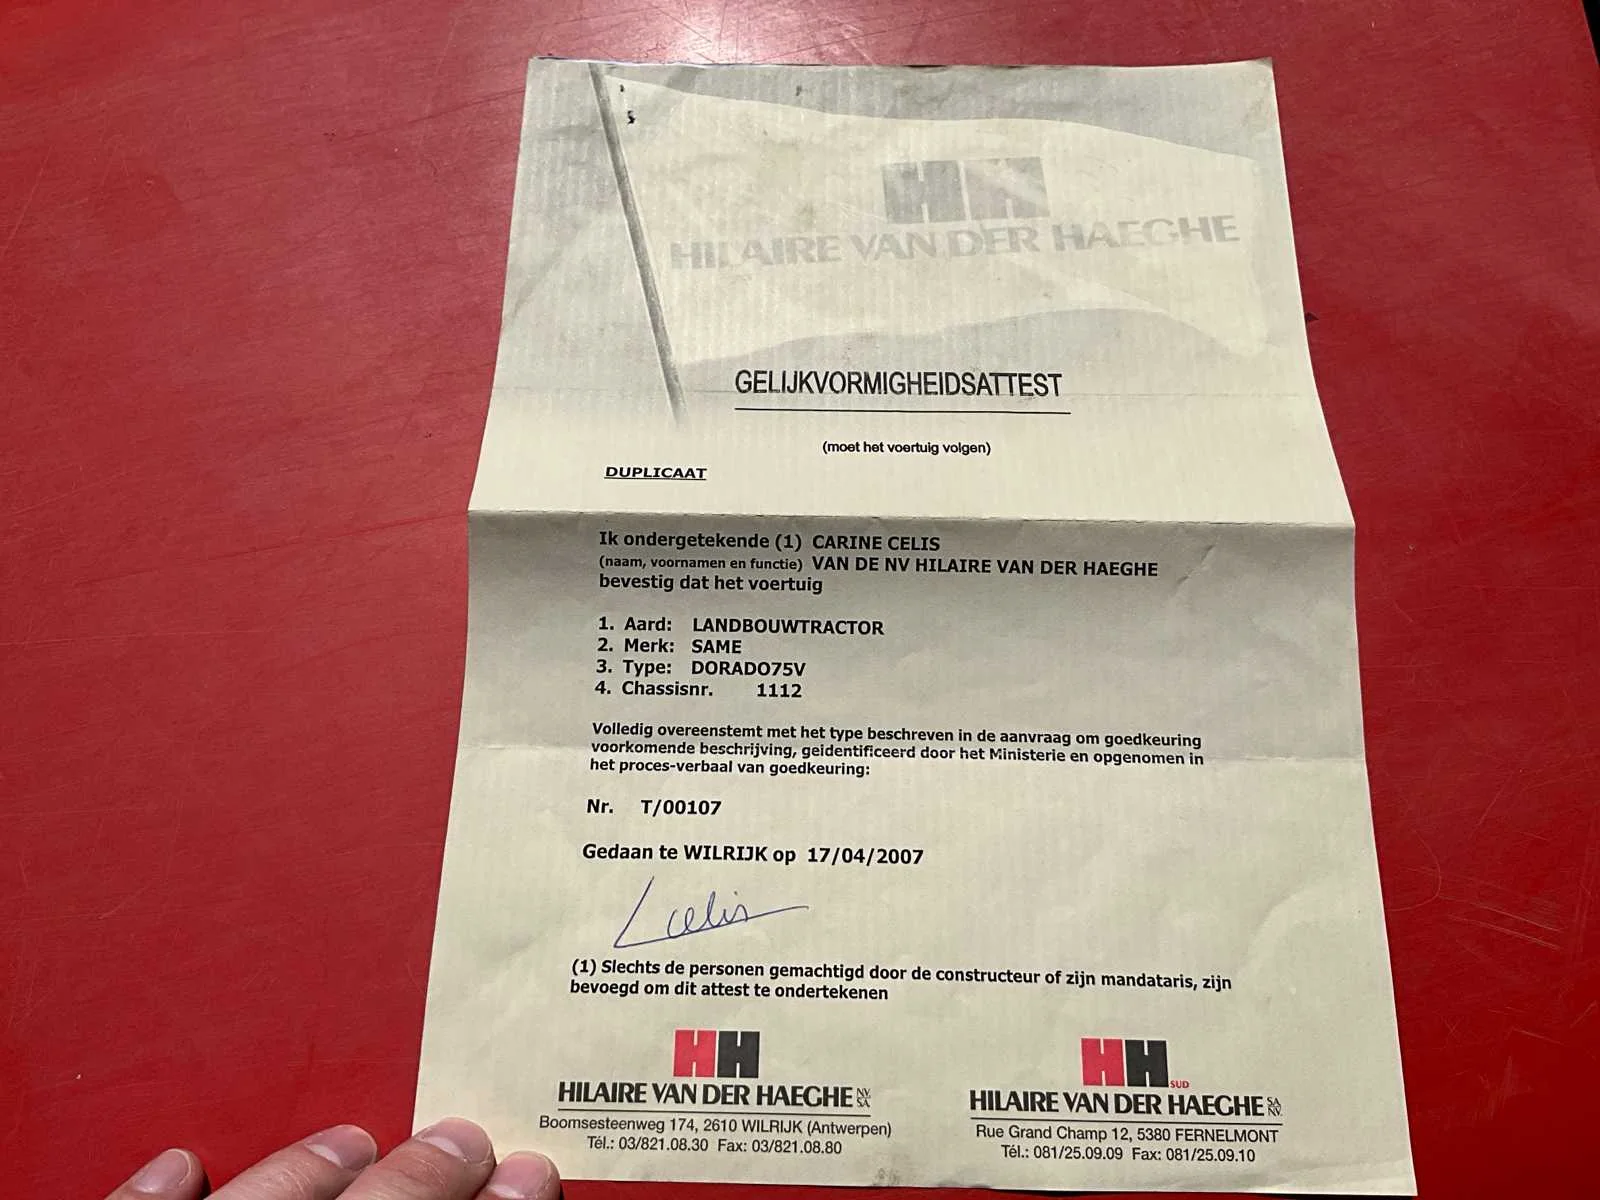 HH
HILAIRE VAN DER HAEGHE
GELIJKVORMIGHEIDSATTEST
(moet het voertuig volgen)
DUPLICAAT
Ik ondergetekende (1) CARINE CELIS
(naam, voornamen en functie) VAN DE NV HILAIRE VAN DER HAEGHE
bevestig dat het voertuig
1. Aard: LANDBOUWTRACTOR
2. Merk: SAME
3. Type: DORADO75V
4. Chassisnr. 1112
Volledig overeenstemt met het type beschreven in de aanvraag om goedkeuring
voorkomende beschrijving, geidentificeerd door het Ministerie en opgenomen in
het proces-verbaal van goedkeuring:
Nr. T/00107
Gedaan te WILRIJK op 17/04/2007
Celis
(1) Slechts de personen gemachtigd door de constructeur of zijn mandataris, zijn
bevoegd om dit attest te ondertekenen
HH
HILAIRE VAN DER HAEGHE NV SA
Boomsesteenweg 174, 2610 WILRIJK (Antwerpen)
Tél.: 03/821.08.30 Fax: 03/821.08.80
HH SUD
HILAIRE VAN DER HAEGHE SA NV
Rue Grand Champ 12, 5380 FERNELMONT
Tél.: 081/25.09.09 Fax: 081/25.09.10